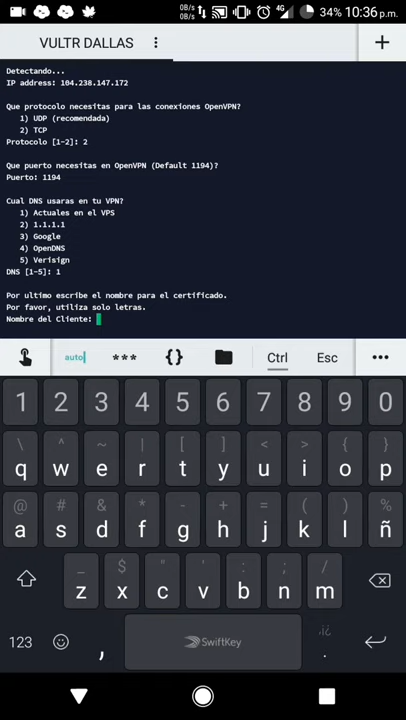 0B/s 0B/s 4G 34% 10:36 p.m.
VULTR DALLAS
Detectando...
IP address: 104.238.147.172
Que protocolo necesitas para las conexiones OpenVPN?
1) UDP (recomendada)
2) TCP
Protocolo [1-2]: 2
Que puerto necesitas en OpenVPN (Default 1194)?
Puerto: 1194
Cual DNS usaras en tu VPN?
1) Actuales en el VPS
2) 1.1.1.1
3) Google
4) OpenDNS
5) Verisign
DNS [1-5]: 1
Por ultimo escribe el nombre para el certificado.
Por favor, utiliza solo letras.
Nombre del Cliente:
auto *** {} Ctrl Esc
1 2 3 4 5 6 7 8 9 0
\ ^ ~ | [ ] < > { }
q w e r t y u i o p
@ # & * - + = ( ) %
a s d f g h j k l ñ
_ $ " ' : ; /
z x c v b n m
123 , SwiftKey .